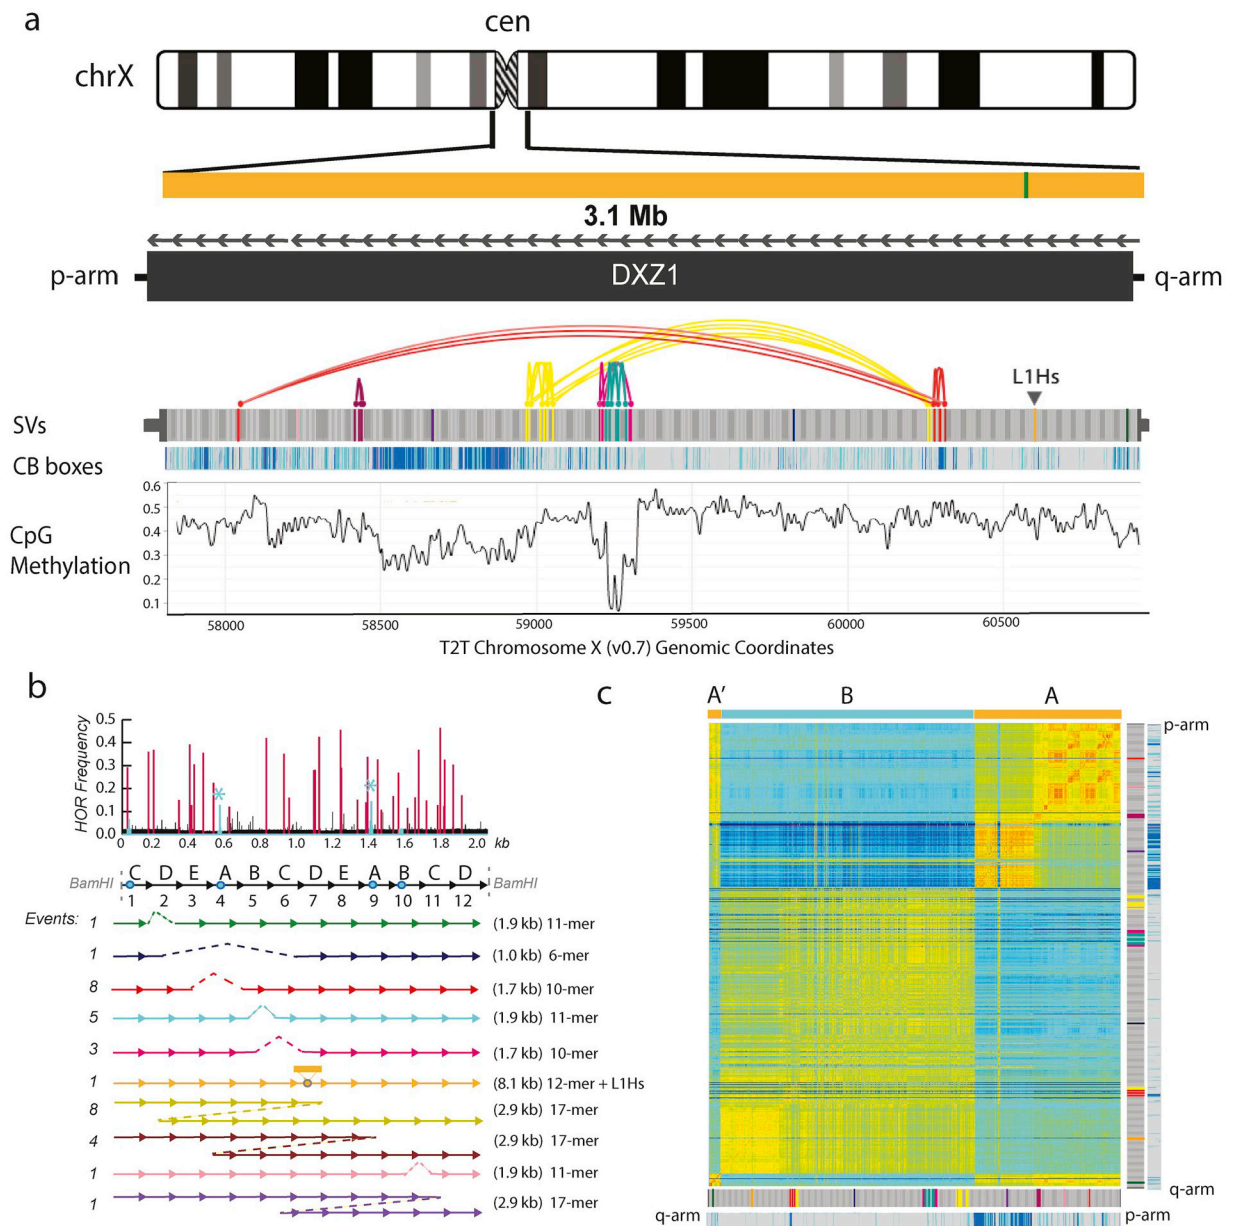 a
cen
chrX
3.1 Mb
p-arm
DXZ1
q-arm
L1Hs
SVs
CB boxes
CpG Methylation
0.6
0.5
0.4
0.3
0.2
0.1
58000 58500 59000 59500 60000 60500
T2T Chromosome X (v0.7) Genomic Coordinates
b
HOR Frequency
0.5
0.4
0.3
0.2
0.1
0.0
0 0.2 0.4 0.6 0.8 1.0 1.2 1.4 1.6 1.8 2.0 kb
C D E A B C D E A B C D
BamHI BamHI
1 2 3 4 5 6 7 8 9 10 11 12
Events: 1 (1.9 kb) 11-mer
1 (1.0 kb) 6-mer
8 (1.7 kb) 10-mer
5 (1.9 kb) 11-mer
3 (1.7 kb) 10-mer
1 (8.1 kb) 12-mer + L1Hs
8 (2.9 kb) 17-mer
4 (2.9 kb) 17-mer
1 (1.9 kb) 11-mer
1 (2.9 kb) 17-mer
c
A' B A
p-arm
q-arm
q-arm p-arm